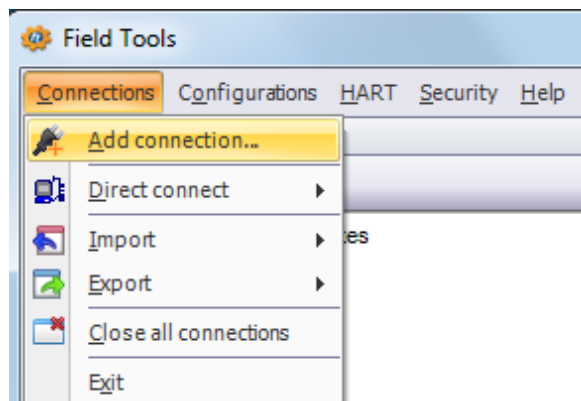 Field Tools
Connections Configurations HART Security Help
Add connection...
Direct connect
Import
Export
Close all connections
Exit